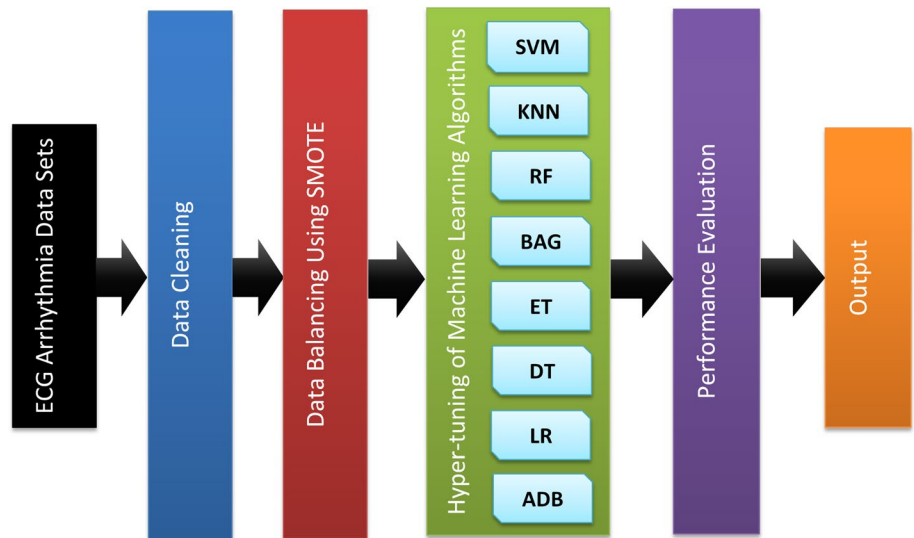 ECG Arrhythmia Data Sets
Data Cleaning
Data Balancing Using SMOTE
Hyper-tuning of Machine Learning Algorithms
SVM
KNN
RF
BAG
ET
DT
LR
ADB
Performance Evaluation
Output